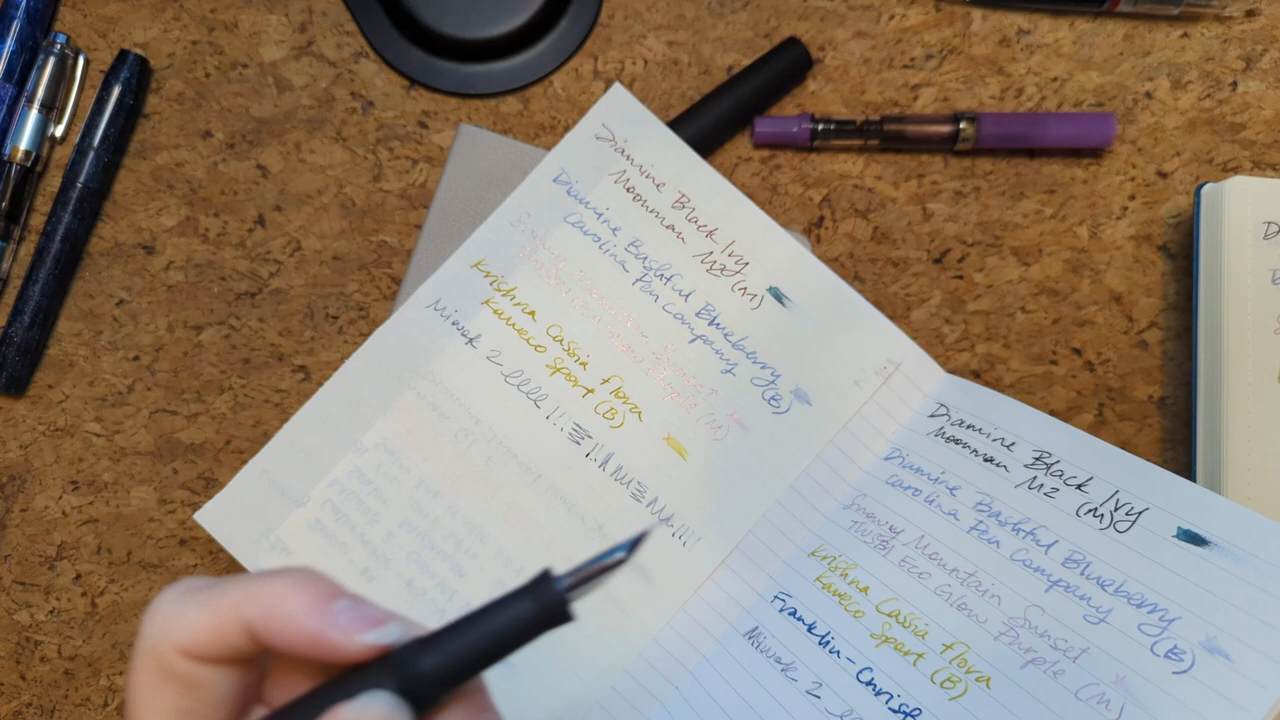 Diamine Black Ivy
Moonman M2 (M)
Diamine Bashful Blueberry
Carolina Pen Company (B)
Krishna Cassia flora
Kaweco Sport (B)
Miwok 2 elell
Diamine Black Ivy
Moonman M2 (M)
Diamine Bashful Blueberry
Carolina Pen Company (B)
Snowy Mountain Sunset
TWSBI Eco Glow Purple (M)
Krishna Cassia flora
Kaweco Sport (B)
Franklin-Christ
Miwok 2